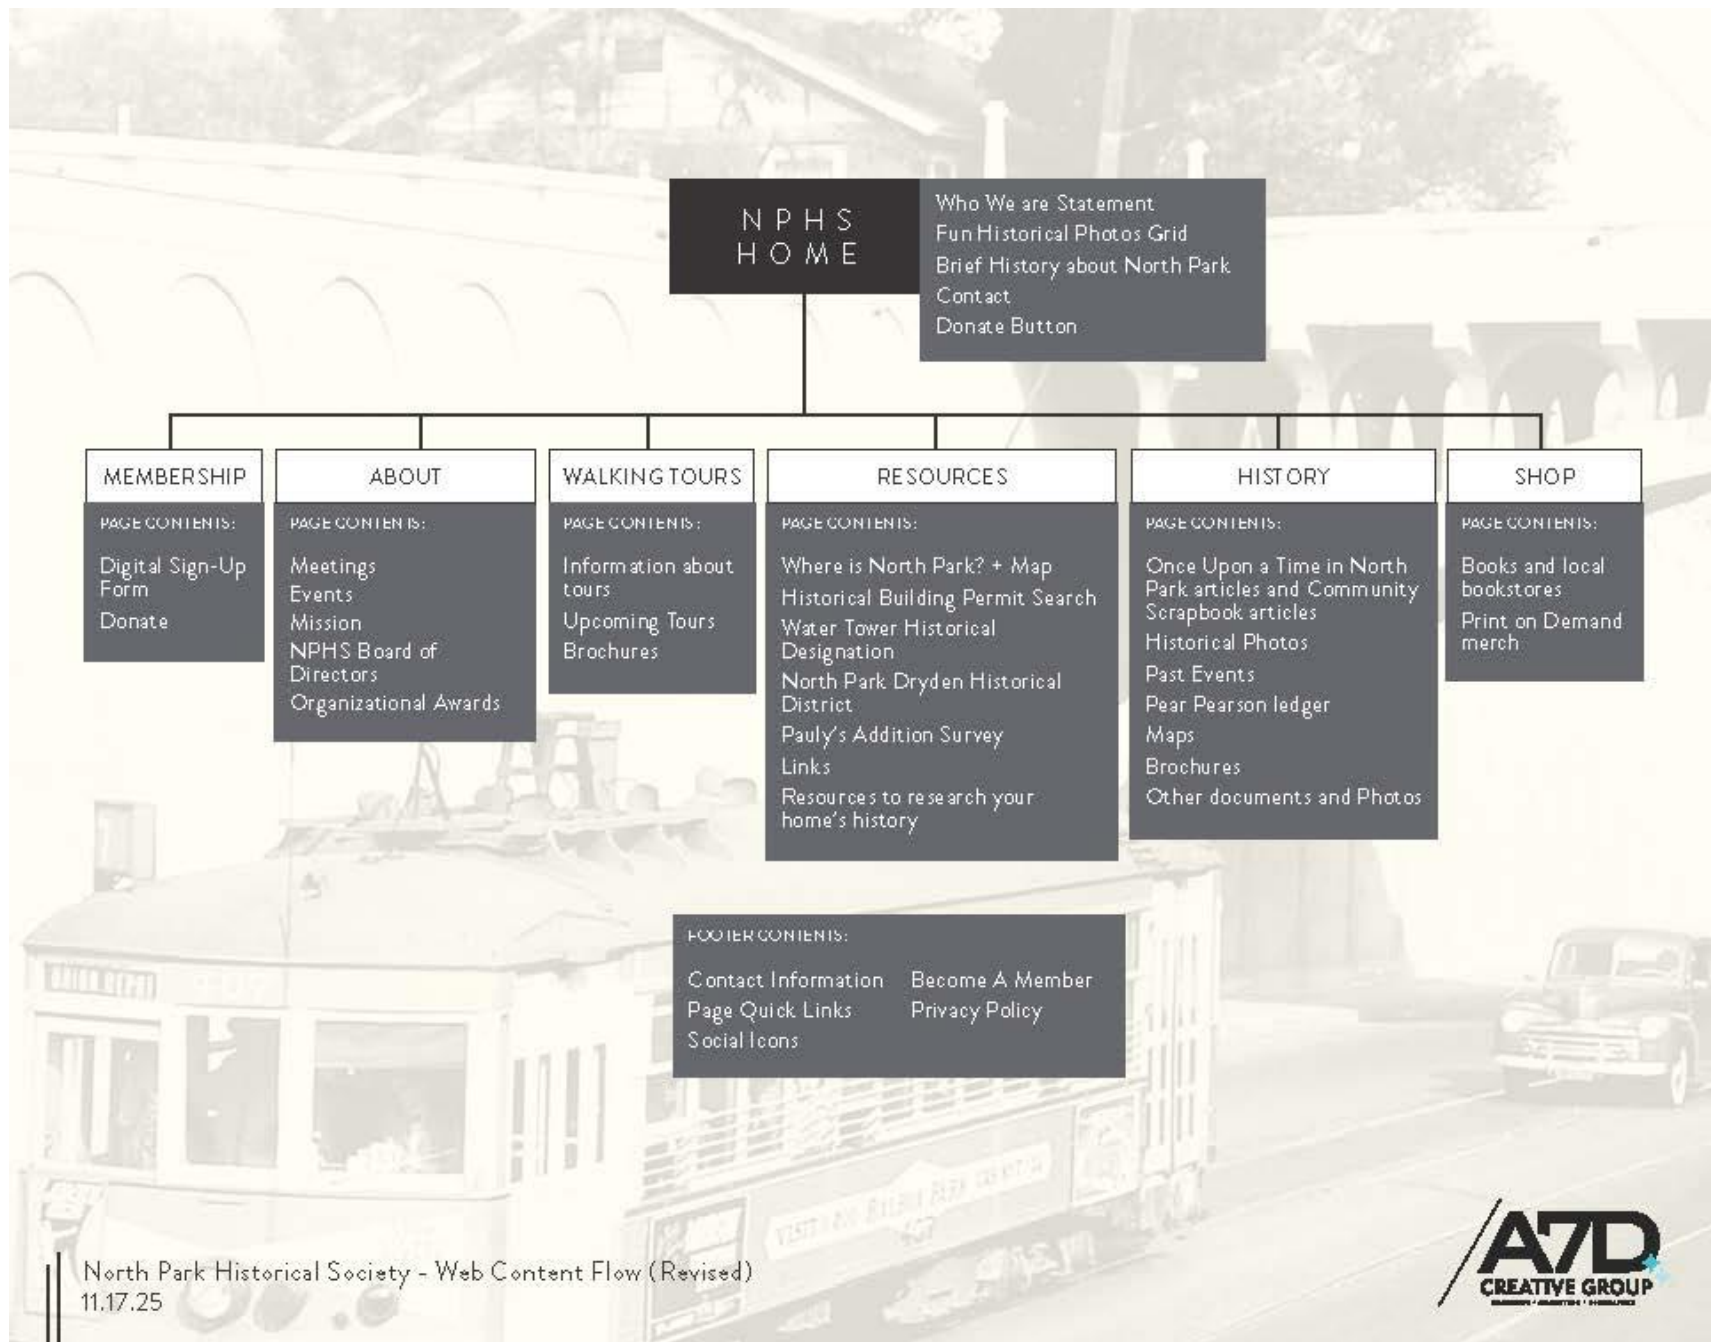 NPHS
HOME
Who We are Statement
Fun Historical Photos Grid
Brief History about North Park
Contact
Donate Button
MEMBERSHIP
PAGE CONTENTS:
Digital Sign-Up
Form
Donate
ABOUT
PAGE CONTENTS:
Meetings
Events
Mission
NPHS Board of
Directors
Organizational Awards
WALKING TOURS
PAGE CONTENTS:
Information about
tours
Upcoming Tours
Brochures
RESOURCES
PAGE CONTENTS:
Where is North Park? + Map
Historical Building Permit Search
Water Tower Historical
Designation
North Park Dryden Historical
District
Pauly's Addition Survey
Links
Resources to research your
home's history
HISTORY
PAGE CONTENTS:
Once Upon a Time in North
Park articles and Community
Scrapbook articles
Historical Photos
Past Events
Pear Pearson ledger
Maps
Brochures
Other documents and Photos
SHOP
PAGE CONTENTS:
Books and local
bookstores
Print on Demand
merch
FOOTER CONTENTS:
Contact Information
Page Quick Links
Social Icons
Become A Member
Privacy Policy
UNION DEPOT
VISIT BALBOA PARK
North Park Historical Society - Web Content Flow (Revised)
11.17.25
A7D
CREATIVE GROUP